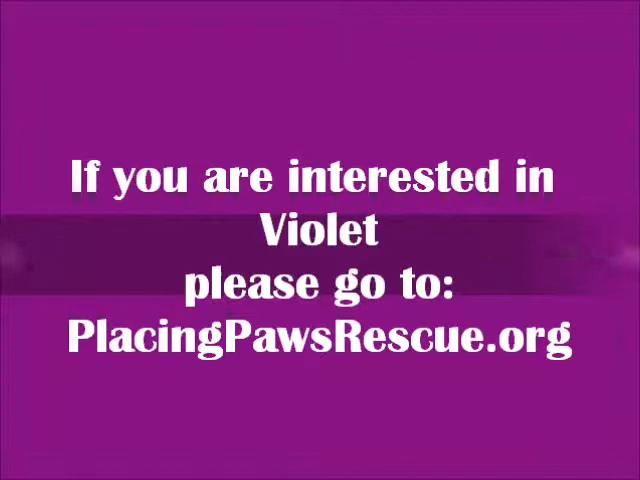 If you are interested in
Violet
please go to:
PlacingPawsRescue.org